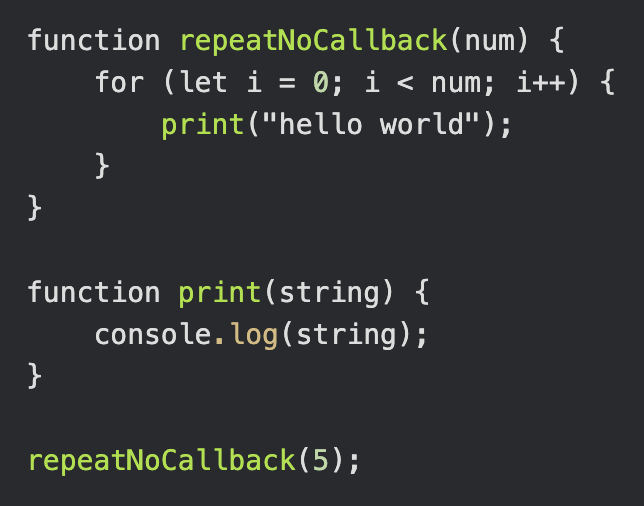 function repeatNoCallback(num) {
    for (let i = 0; i < num; i++) {
        print("hello world");
    }
}

function print(string) {
    console.log(string);
}

repeatNoCallback(5);